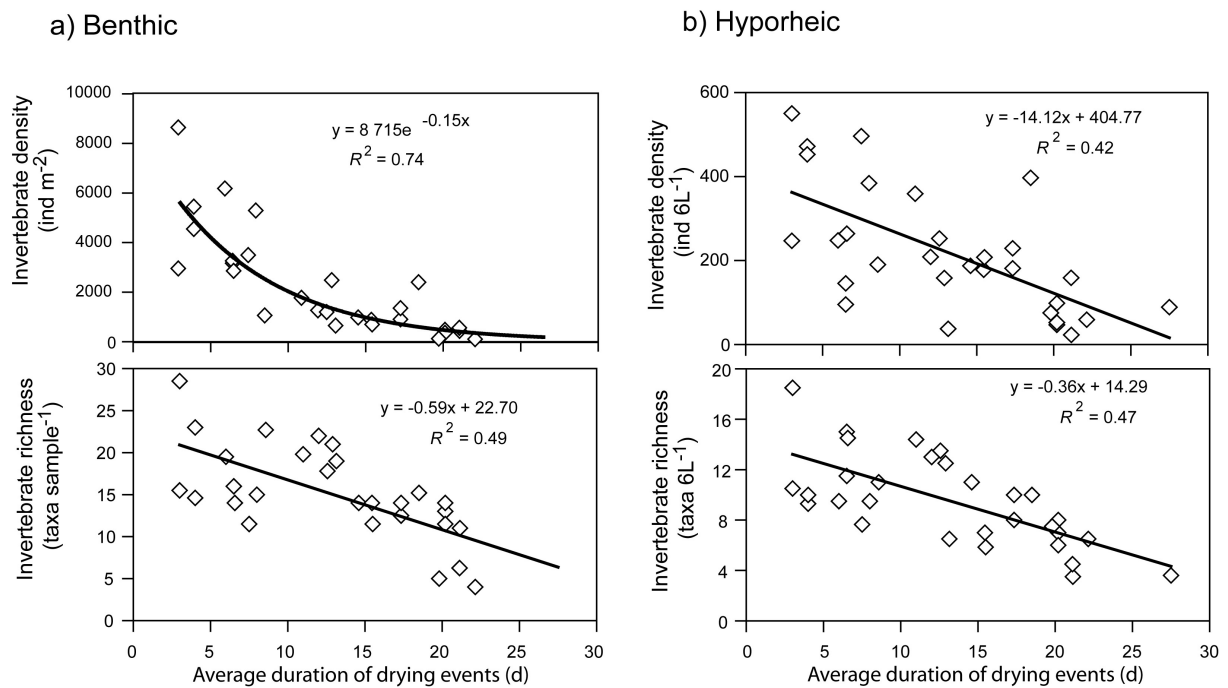 a) Benthic
b) Hyporheic
Invertebrate density
(ind m-2)
10000
8000
6000
4000
2000
0
y = 8 715e -0.15x
R2 = 0.74
Invertebrate density
(ind 6L-1)
600
400
200
0
y = -14.12x + 404.77
R2 = 0.42
Invertebrate richness
(taxa sample-1)
30
25
20
15
10
5
0
y = -0.59x + 22.70
R2 = 0.49
0 5 10 15 20 25 30
Average duration of drying events (d)
Invertebrate richness
(taxa 6L-1)
20
16
12
8
4
0
y = -0.36x + 14.29
R2 = 0.47
0 5 10 15 20 25 30
Average duration of drying events (d)